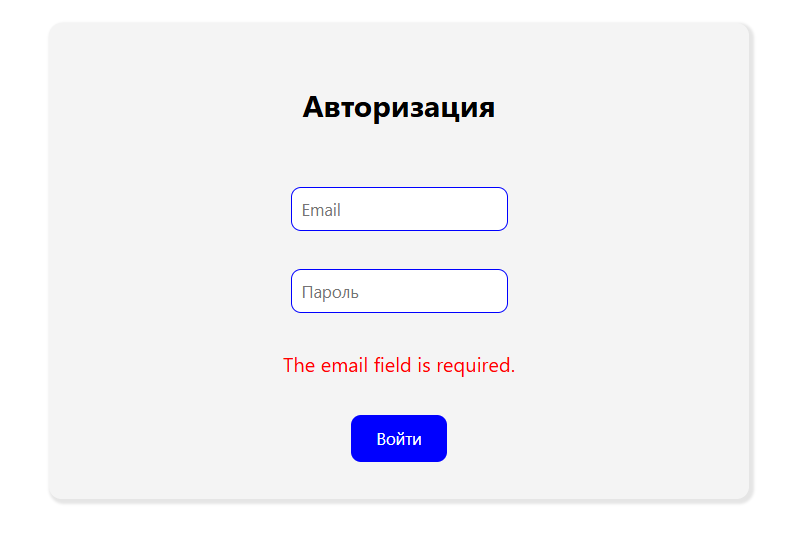 Авторизация
Email
Пароль
The email field is required.
Войти